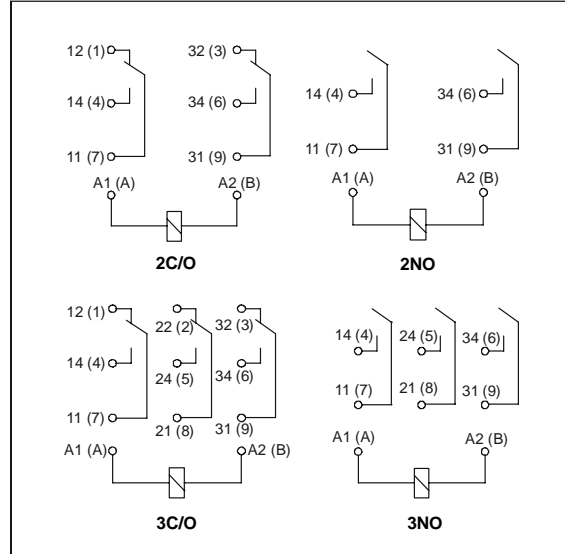 12 (1) 32 (3)
14 (4) 34 (6) 14 (4) 34 (6)
11 (7) 31 (9) 11 (7) 31 (9)
A1 (A) A2 (B) A1 (A) A2 (B)
2C/O 2NO
12 (1) 22 (2) 32 (3)
14 (4) 24 (5) 34 (6) 14 (4) 24 (5) 34 (6)
11 (7) 21 (8) 31 (9) 11 (7) 21 (8) 31 (9)
A1 (A) A2 (B) A1 (A) A2 (B)
3C/O 3NO